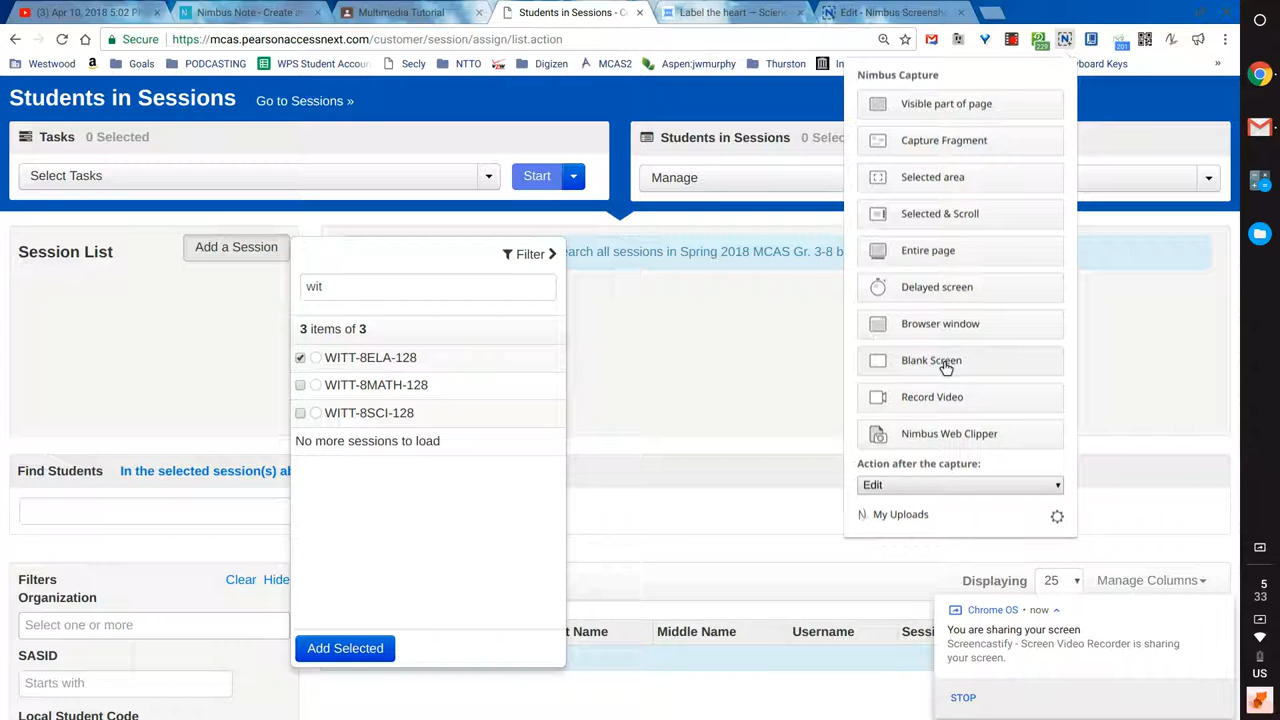 (3) Apr 10, 2018 5:02 P
Nimbus Note - Create an
Multimedia Tutorial
Students in Sessions - C
Label the heart — Scienc
Edit - Nimbus Screensh
Secure
https://mcas.pearsonaccessnext.com/customer/session/assign/list.action
229
201
Westwood
Goals
PODCASTING
WPS Student Accou
Secly
NTTO
Digizen
MCAS2
Aspen:jwmurphy
Thurston
In
yboard Keys
»
Students in Sessions
Go to Sessions »
Tasks
0 Selected
Select Tasks
Start
Students in Sessions
0 Selec
Manage
Session List
Add a Session
earch all sessions in Spring 2018 MCAS Gr. 3-8 b
Filter
wit
3 items of 3
WITT-8ELA-128
WITT-8MATH-128
WITT-8SCI-128
No more sessions to load
Add Selected
Find Students
In the selected session(s) ab
Filters
Clear
Hide
Organization
Select one or more
SASID
Starts with
Local Student Code
Displaying
25
Manage Columns
t Name
Middle Name
Username
Sessi
Nimbus Capture
Visible part of page
Capture Fragment
Selected area
Selected & Scroll
Entire page
Delayed screen
Browser window
Blank Screen
Record Video
Nimbus Web Clipper
Action after the capture:
Edit
My Uploads
Chrome OS • now
You are sharing your screen
Screencastify - Screen Video Recorder is sharing
your screen.
STOP
5
33
US